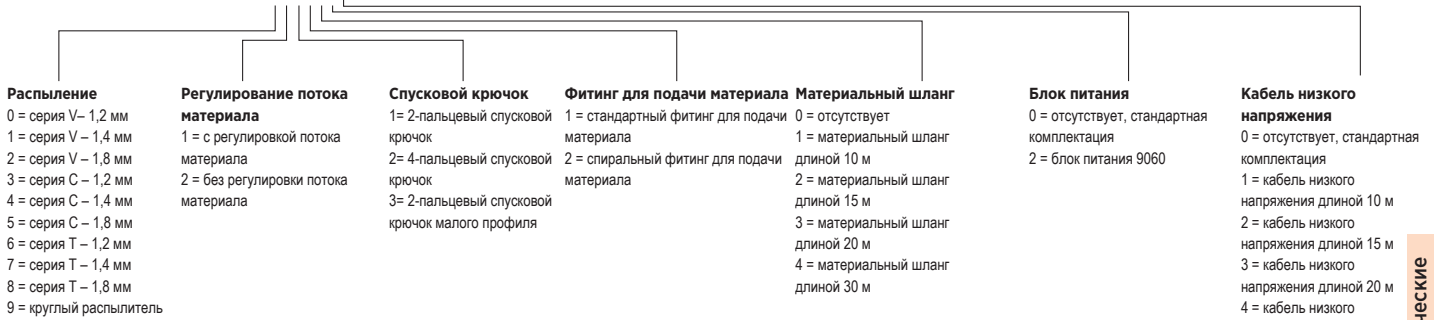 Распыление
0 = серия V– 1,2 мм
1 = серия V – 1,4 мм
2 = серия V – 1,8 мм
3 = серия C – 1,2 мм
4 = серия C – 1,4 мм
5 = серия C – 1,8 мм
6 = серия T – 1,2 мм
7 = серия T – 1,4 мм
8 = серия T – 1,8 мм
9 = круглый распылитель
Регулирование потока
материала
1 = с регулировкой потока
материала
2 = без регулировки потока
материала
Спусковой крючок
1= 2-пальцевый спусковой
крючок
2= 4-пальцевый спусковой
крючок
3= 2-пальцевый спусковой
крючок малого профиля
Фитинг для подачи материала
1 = стандартный фитинг для подачи
материала
2 = спиральный фитинг для подачи
материала
Материальный шланг
0 = отсутствует
1 = материальный шланг
длиной 10 м
2 = материальный шланг
длиной 15 м
3 = материальный шланг
длиной 20 м
4 = материальный шланг
длиной 30 м
Блок питания
0 = отсутствует, стандартная
комплектация
2 = блок питания 9060
Кабель низкого
напряжения
0 = отсутствует, стандартная
комплектация
1 = кабель низкого
напряжения длиной 10 м
2 = кабель низкого
напряжения длиной 15 м
3 = кабель низкого
напряжения длиной 20 м
4 = кабель низкого